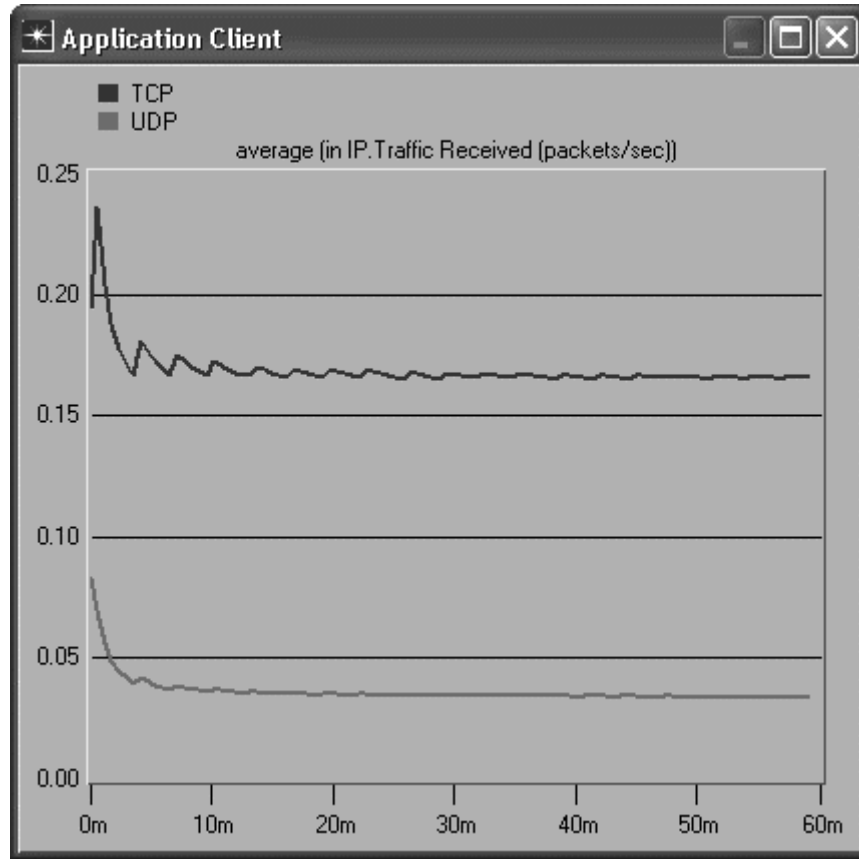 Application Client
TCP
UDP
average (in IP.Traffic Received (packets/sec))
0.25
0.20
0.15
0.10
0.05
0.00
0m 10m 20m 30m 40m 50m 60m